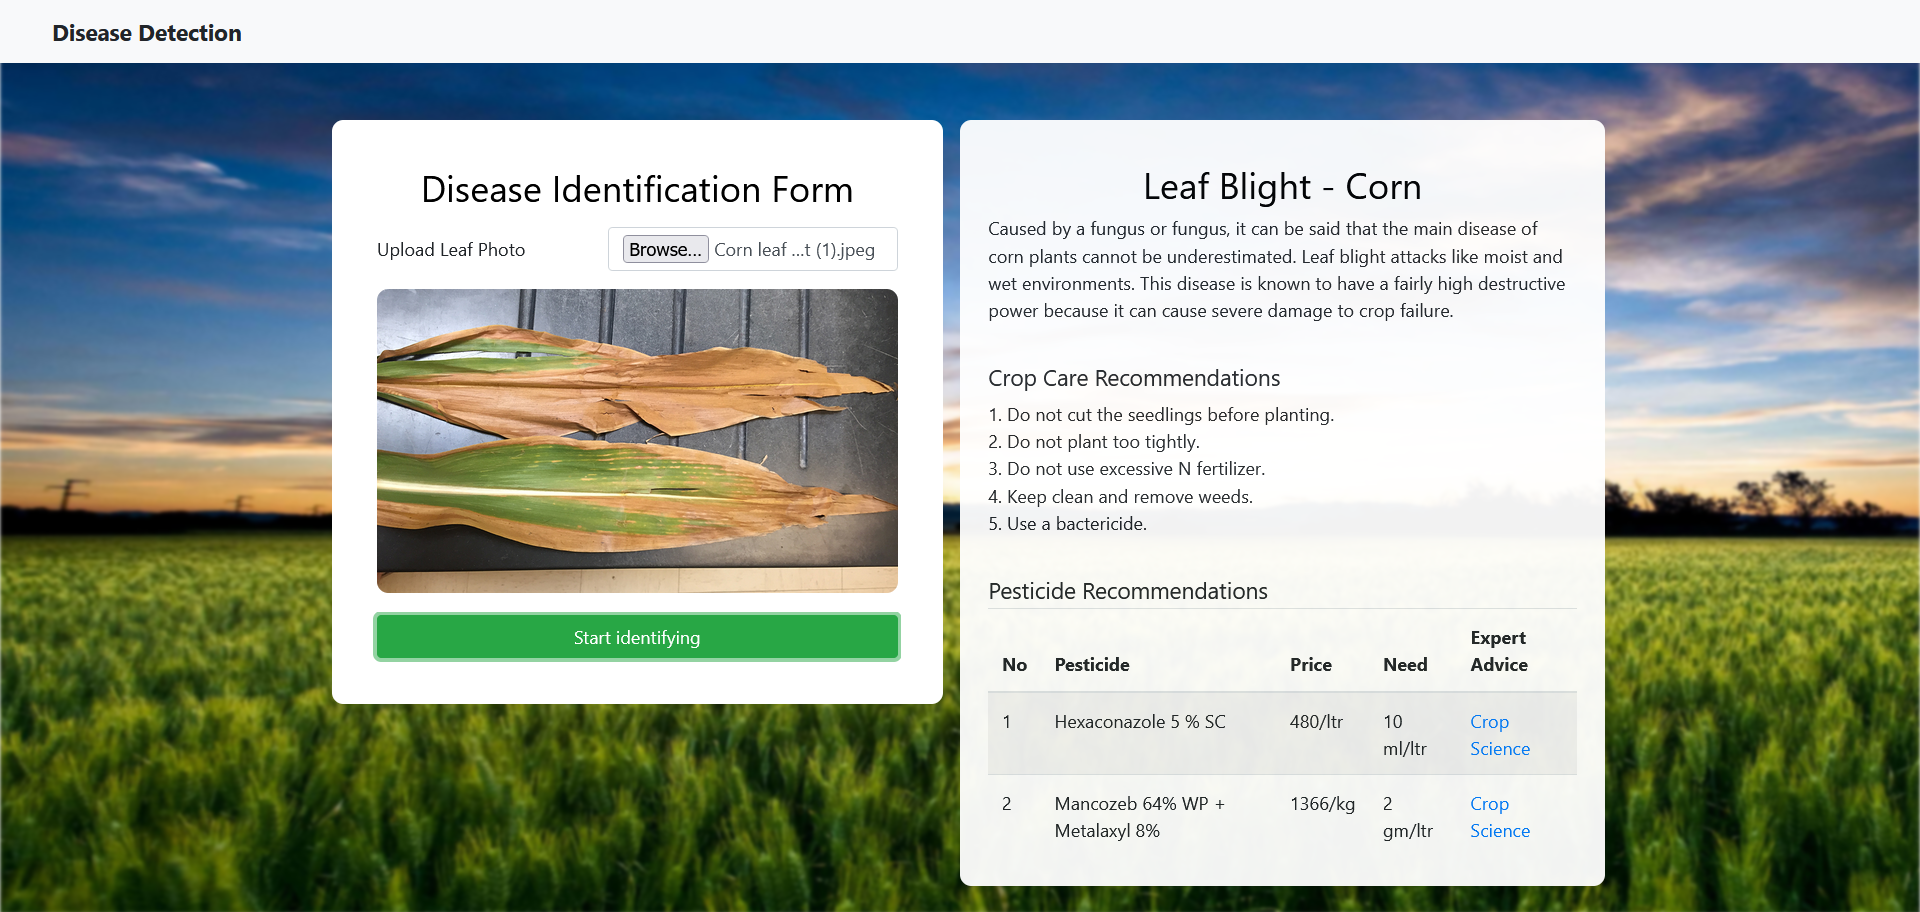 Disease Detection
Disease Identification Form
Upload Leaf Photo
Browse... Corn leaf ...t (1).jpeg
Start identifying
Leaf Blight - Corn
Caused by a fungus or fungus, it can be said that the main disease of
corn plants cannot be underestimated. Leaf blight attacks like moist and
wet environments. This disease is known to have a fairly high destructive
power because it can cause severe damage to crop failure.
Crop Care Recommendations
1. Do not cut the seedlings before planting.
2. Do not plant too tightly.
3. Do not use excessive N fertilizer.
4. Keep clean and remove weeds.
5. Use a bactericide.
Pesticide Recommendations
No Pesticide Price Need Expert
Advice
1 Hexaconazole 5 % SC 480/ltr 10 Crop
ml/ltr Science
2 Mancozeb 64% WP + 1366/kg 2 Crop
Metalaxyl 8% gm/ltr Science